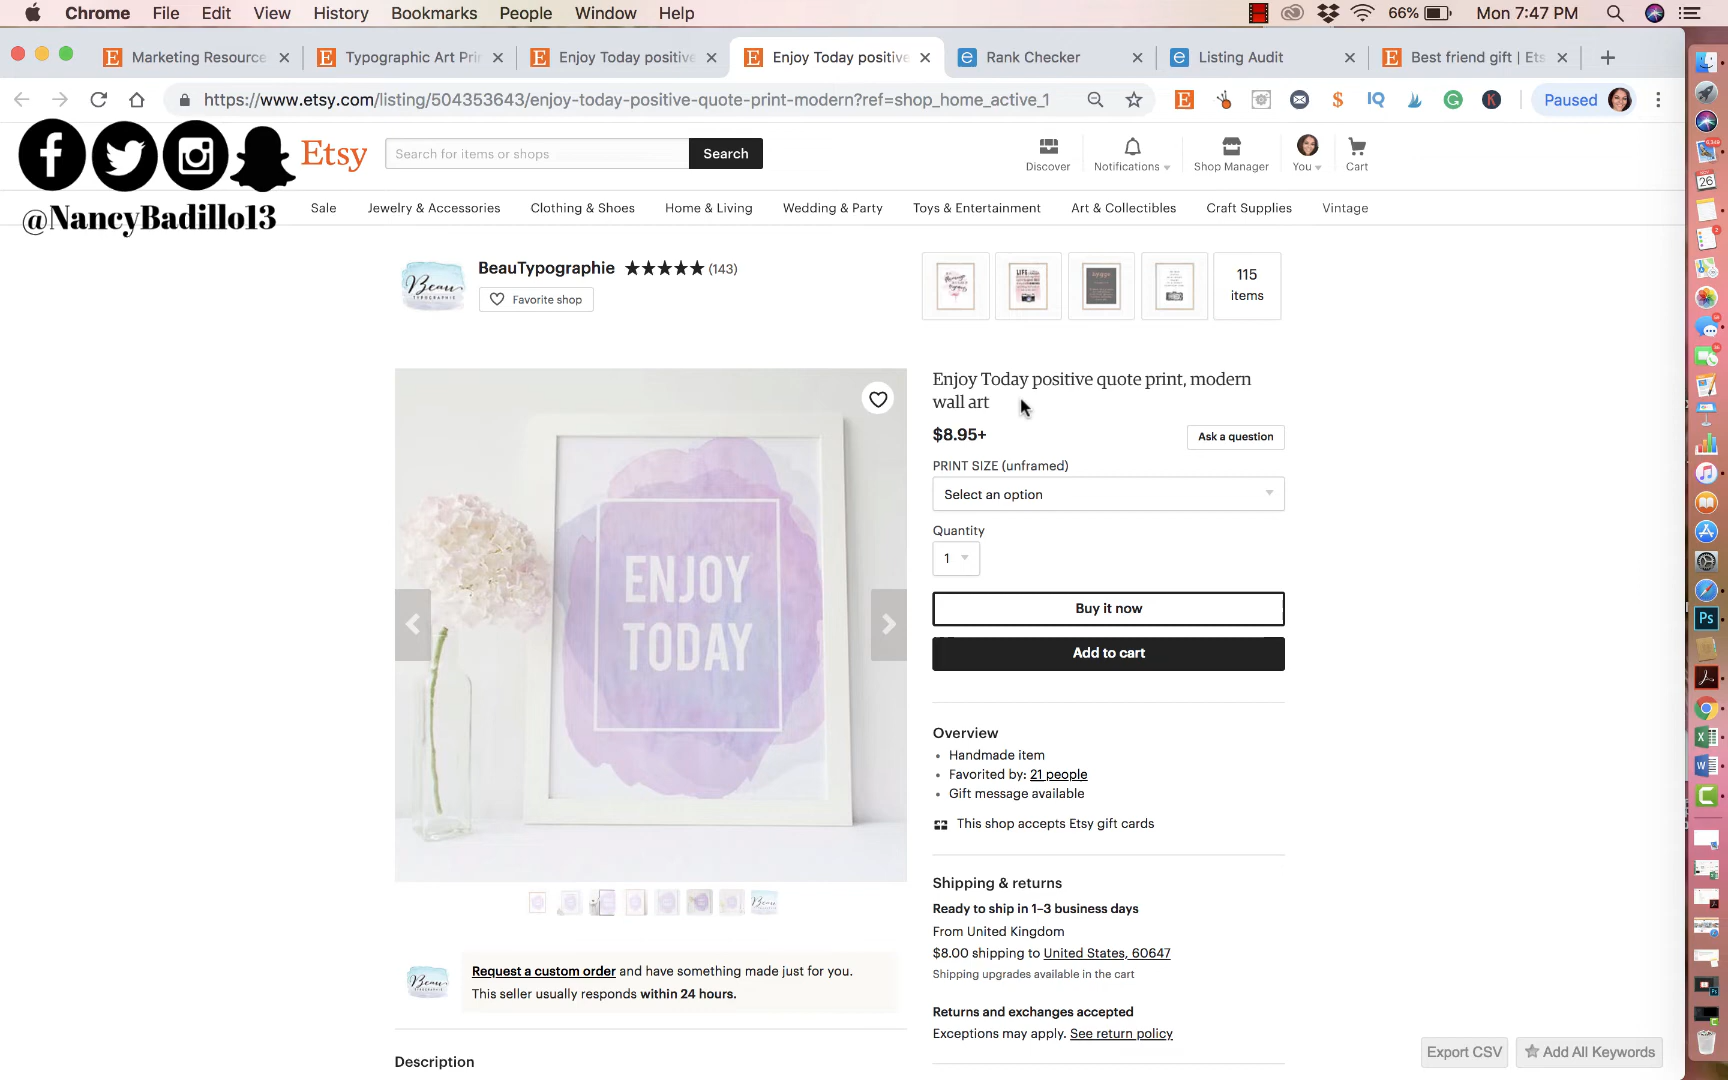 Chrome File Edit View History Bookmarks People Window Help 66% Mon 7:47 PM
Marketing Resource Typographic Art Prin Enjoy Today positive Enjoy Today positive Rank Checker Listing Audit Best friend gift | Ets
https://www.etsy.com/listing/504353643/enjoy-today-positive-quote-print-modern?ref=shop_home_active_1 Paused
Etsy Search for items or shops Search
Discover Notifications Shop Manager You Cart
@NancyBadillo13
Sale Jewelry & Accessories Clothing & Shoes Home & Living Wedding & Party Toys & Entertainment Art & Collectibles Craft Supplies Vintage
BeauTypographie (143)
Favorite shop
115
items
Enjoy Today positive quote print, modern
wall art
$8.95+
Ask a question
PRINT SIZE (unframed)
Select an option
Quantity
1
Buy it now
Add to cart
ENJOY
TODAY
Overview
Handmade item
Favorited by: 21 people
Gift message available
This shop accepts Etsy gift cards
Shipping & returns
Ready to ship in 1–3 business days
From United Kingdom
$8.00 shipping to United States, 60647
Shipping upgrades available in the cart
Returns and exchanges accepted
Exceptions may apply. See return policy
Beau
Request a custom order and have something made just for you.
This seller usually responds within 24 hours.
Description
Export CSV Add All Keywords